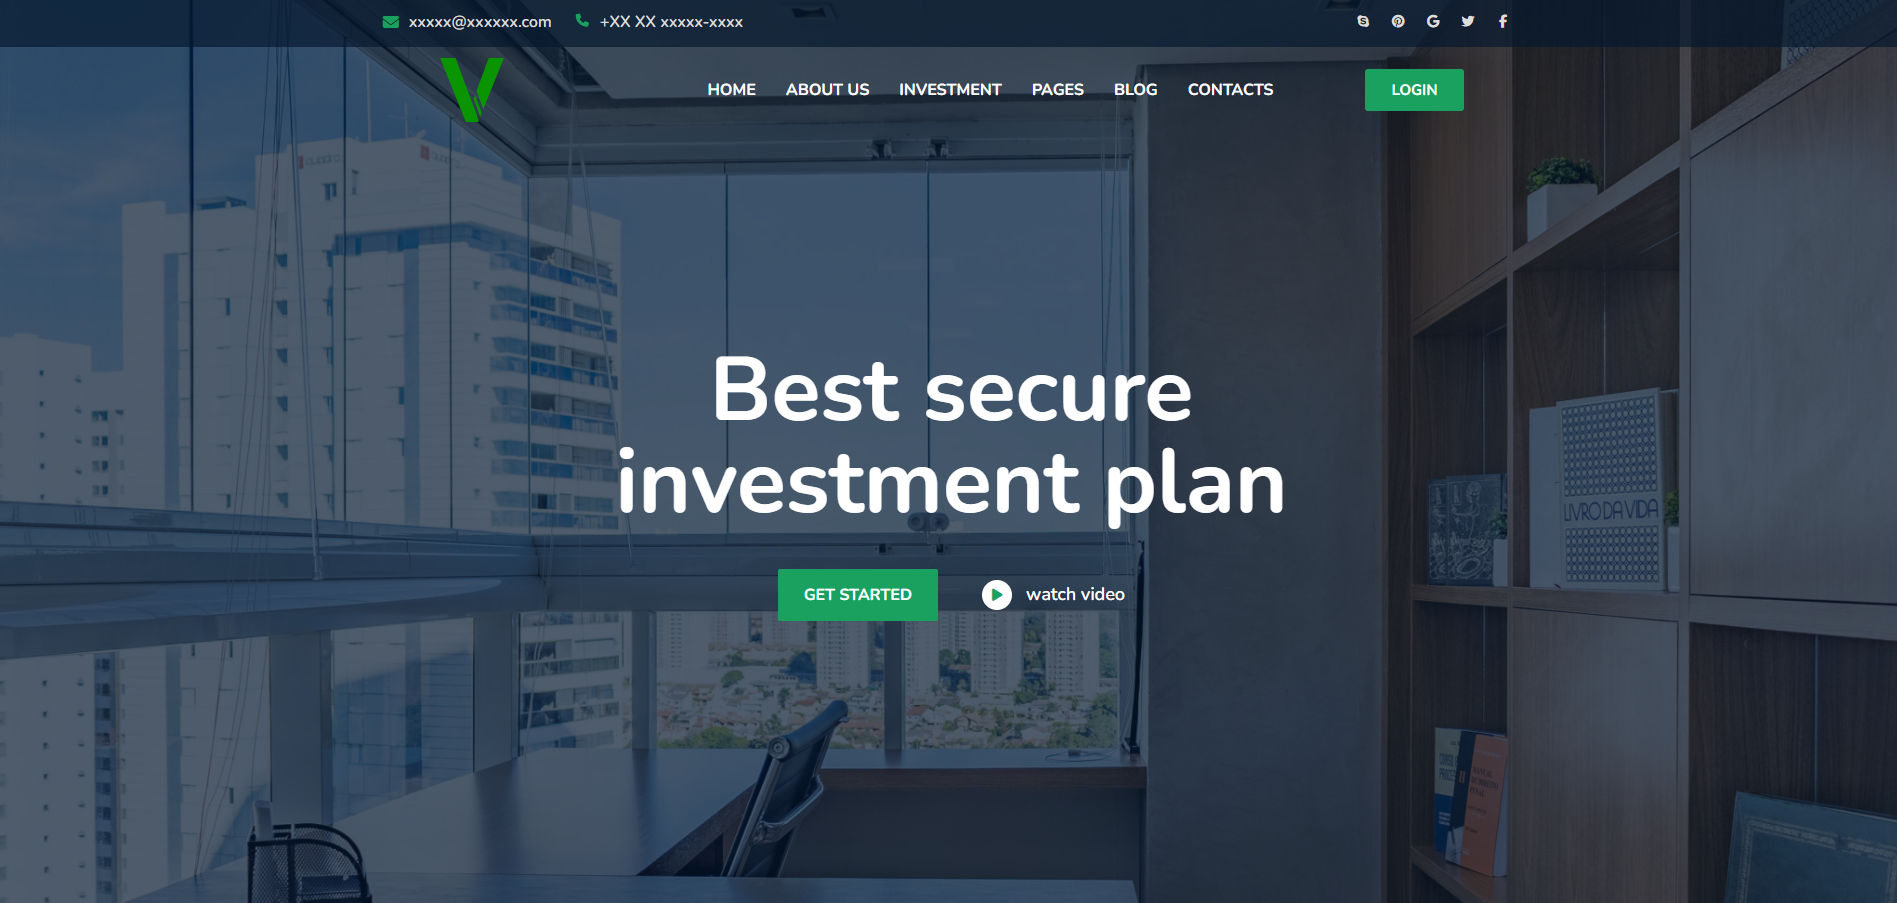 xxxxx@xxxxxx.com +XX XX xxxxx-xxxx
V
HOME ABOUT US INVESTMENT PAGES BLOG CONTACTS LOGIN
Best secure
investment plan
GET STARTED watch video
LIVRO DA VIDA